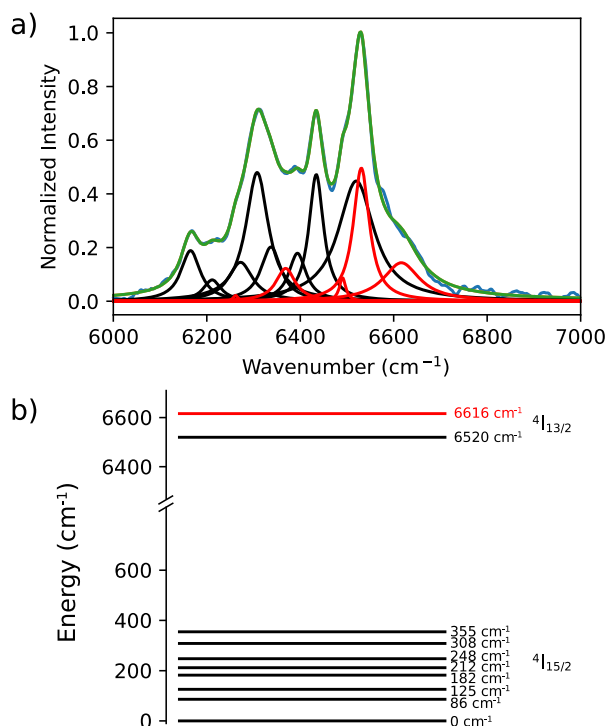 a)
Normalized Intensity
1.0
0.8
0.6
0.4
0.2
0.0
6000 6200 6400 6600 6800 7000
Wavenumber (cm⁻¹)
b)
Energy (cm⁻¹)
6600
6400
600
400
200
0
6616 cm⁻¹
6520 cm⁻¹
⁴I₁₃/₂
355 cm⁻¹
308 cm⁻¹
248 cm⁻¹
212 cm⁻¹
182 cm⁻¹
125 cm⁻¹
86 cm⁻¹
0 cm⁻¹
⁴I₁₅/₂